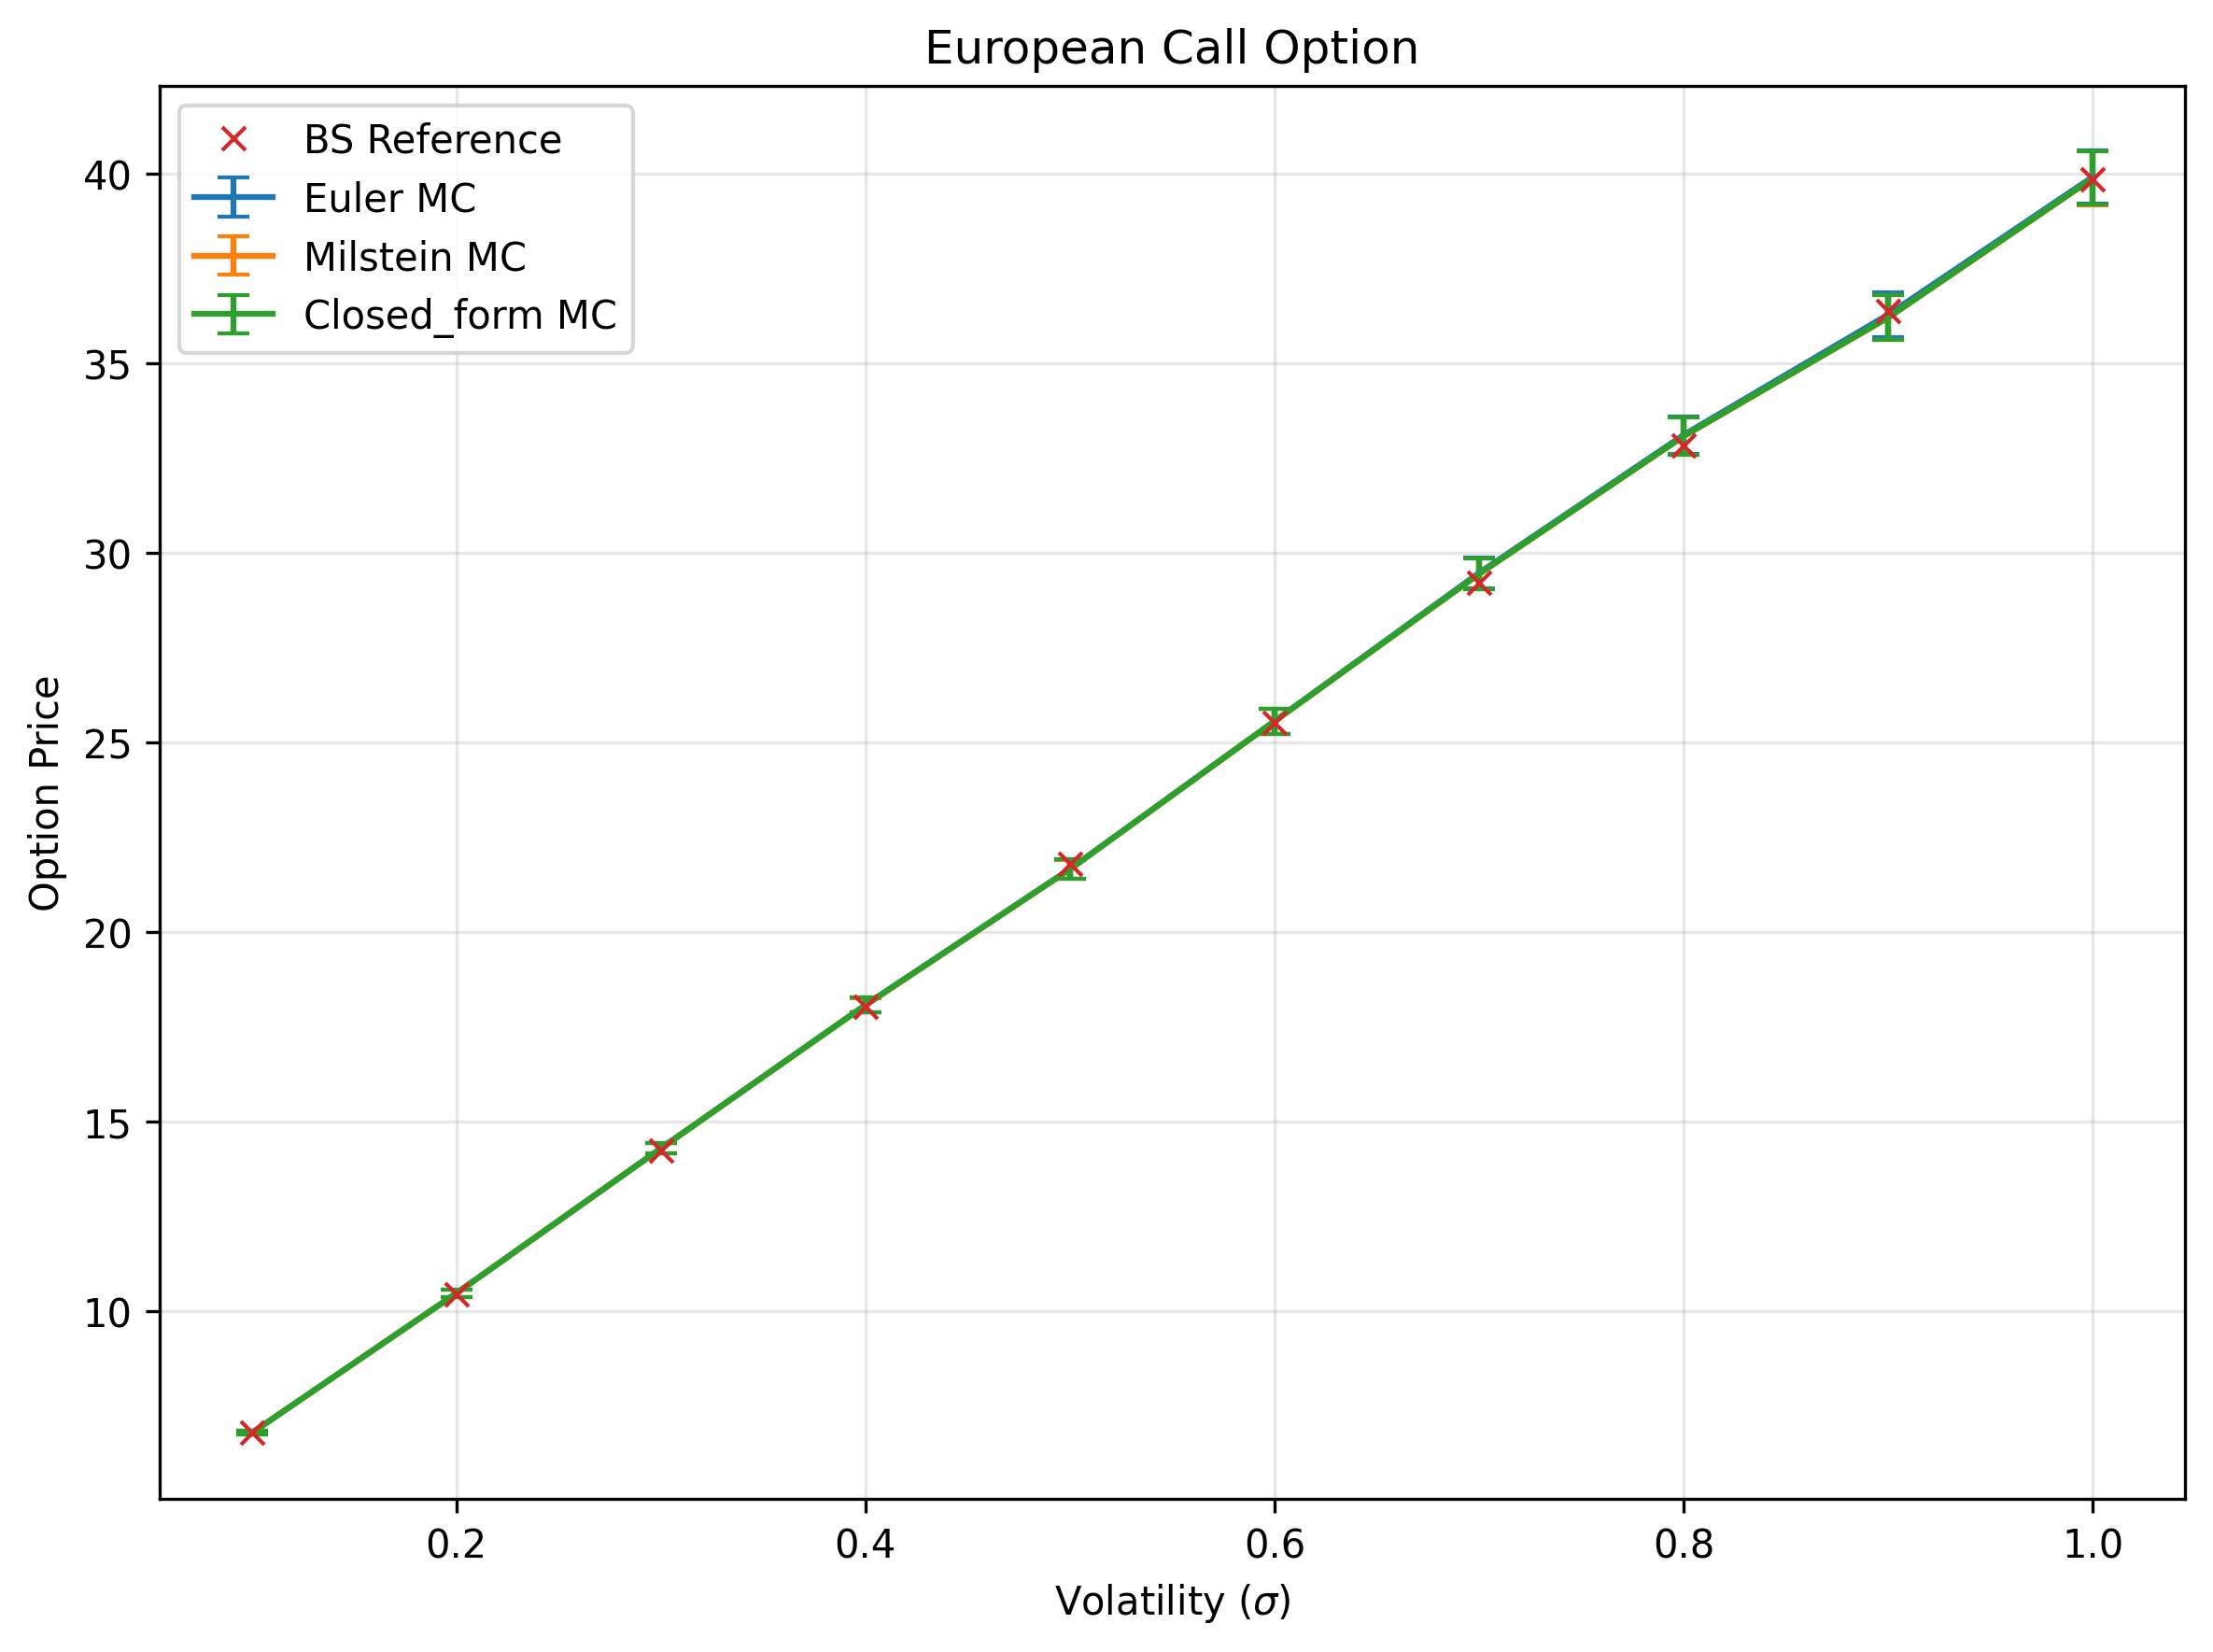 European Call Option
BS Reference
Euler MC
Milstein MC
Closed_form MC
40
35
30
25
20
15
10
Option Price
0.2 0.4 0.6 0.8 1.0
Volatility (σ)